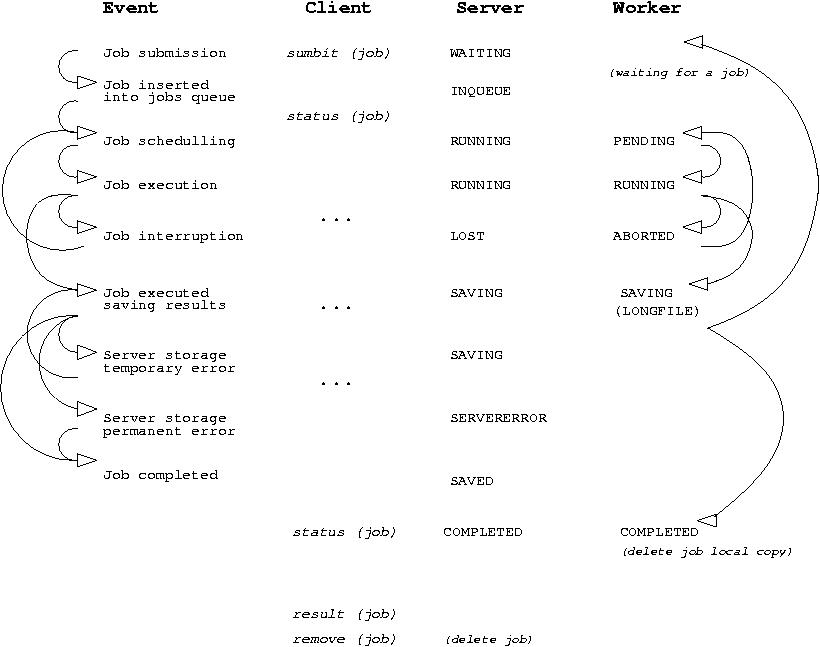 Event Client Server Worker
Job submission sumbit (job) WAITING
(waiting for a job)
Job inserted
into jobs queue INQUEUE
status (job)
Job schedulling RUNNING PENDING
Job execution RUNNING RUNNING
...
Job interruption LOST ABORTED
Job executed SAVING SAVING
saving results ... (LONGFILE)
Server storage SAVING
temporary error
...
Server storage SERVERERROR
permanent error
Job completed SAVED
status (job) COMPLETED COMPLETED
(delete job local copy)
result (job)
remove (job) (delete job)